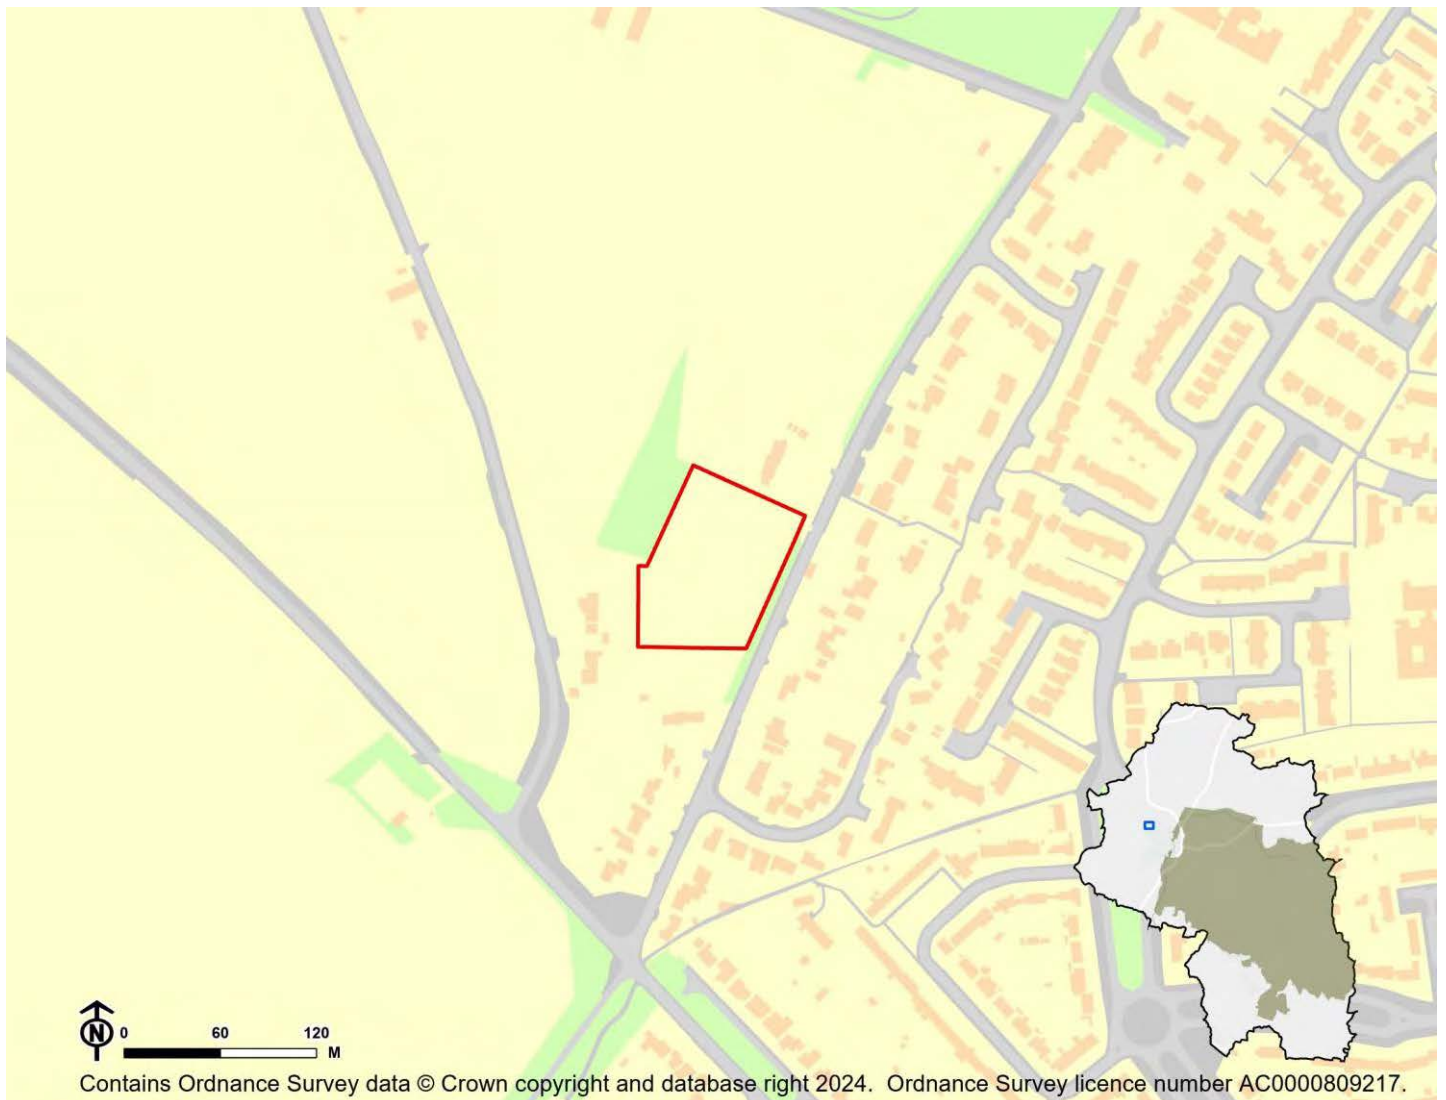 N
0 60 120
M
Contains Ordnance Survey data © Crown copyright and database right 2024. Ordnance Survey licence number AC0000809217.